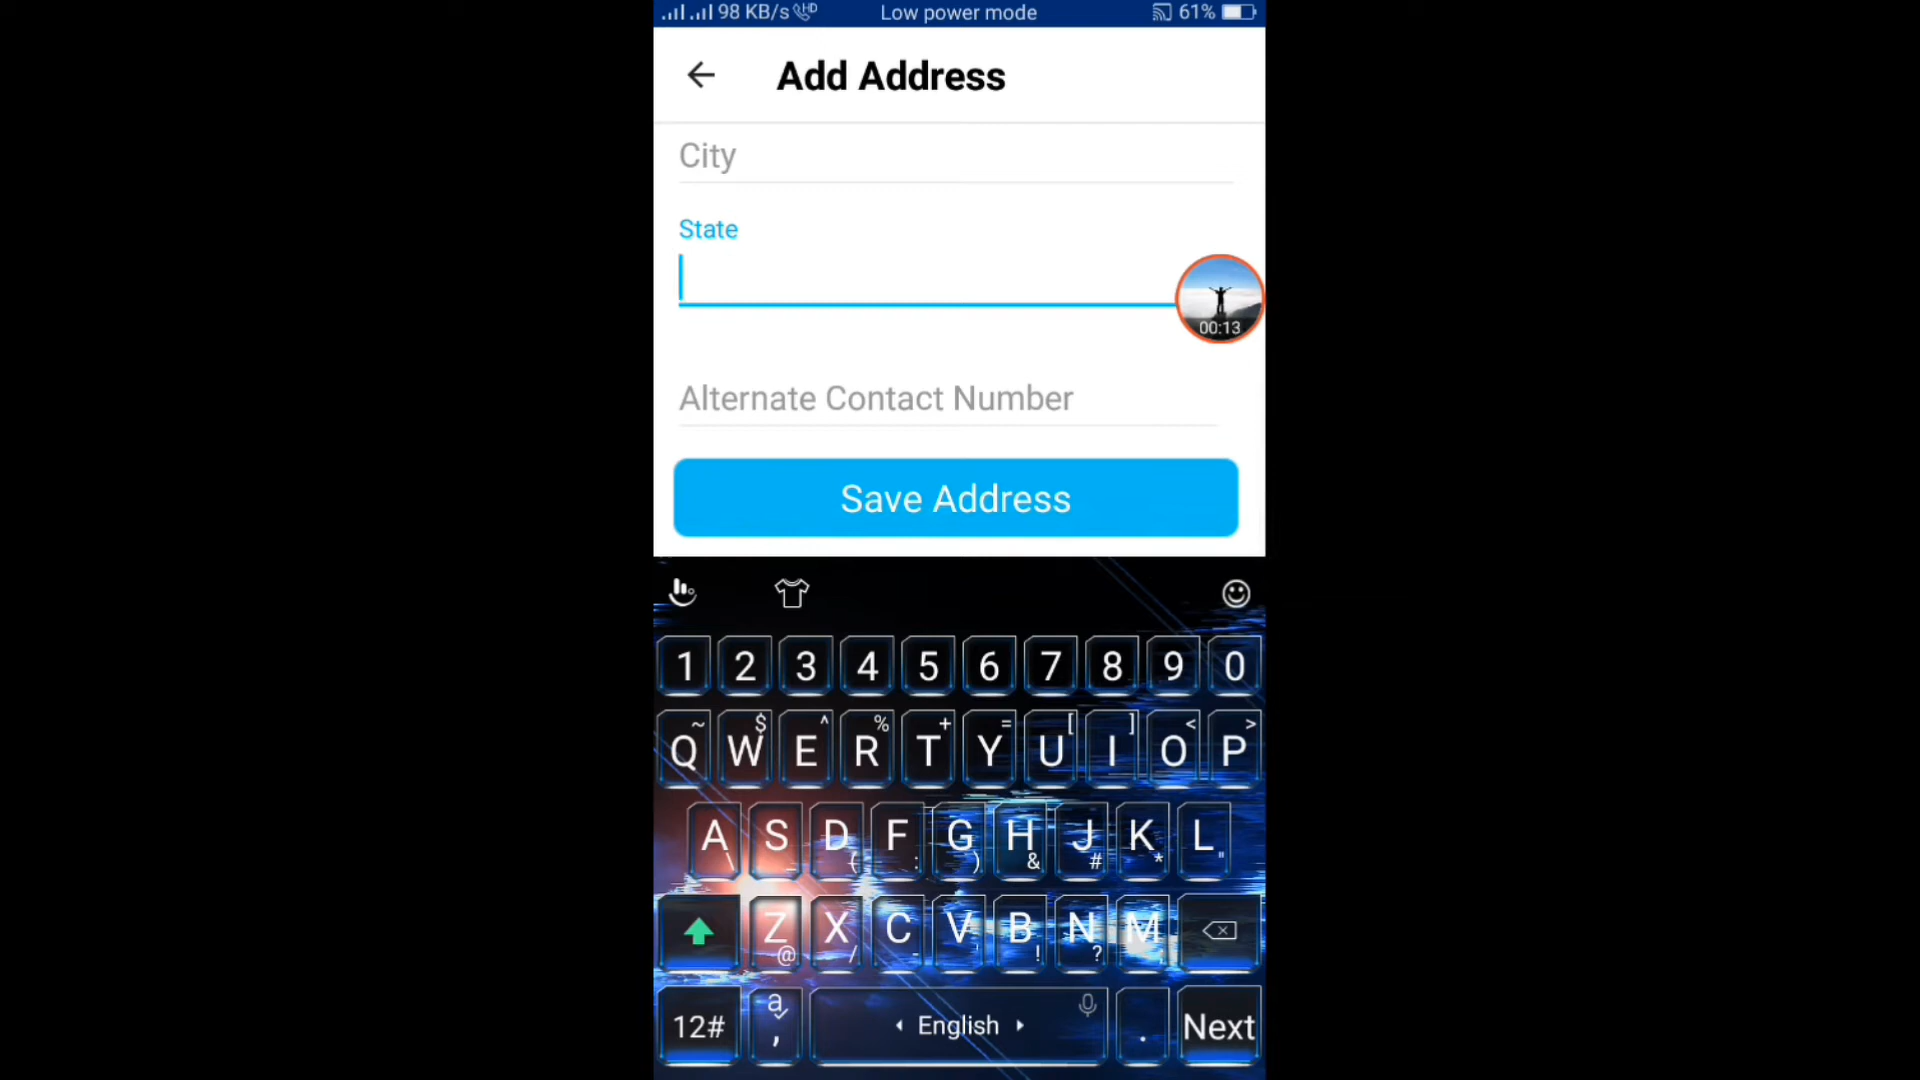 98 KB/s HD Low power mode 61%
Add Address
City
State
00:13
Alternate Contact Number
Save Address
1 2 3 4 5 6 7 8 9 0
~ $ ^ % + = [ ] < >
Q W E R T Y U I O P
A S D F G H J K L
\ _ { : ) & # * "
Z X C V B N M
@ / - ' ! ?
12# a , English . Next